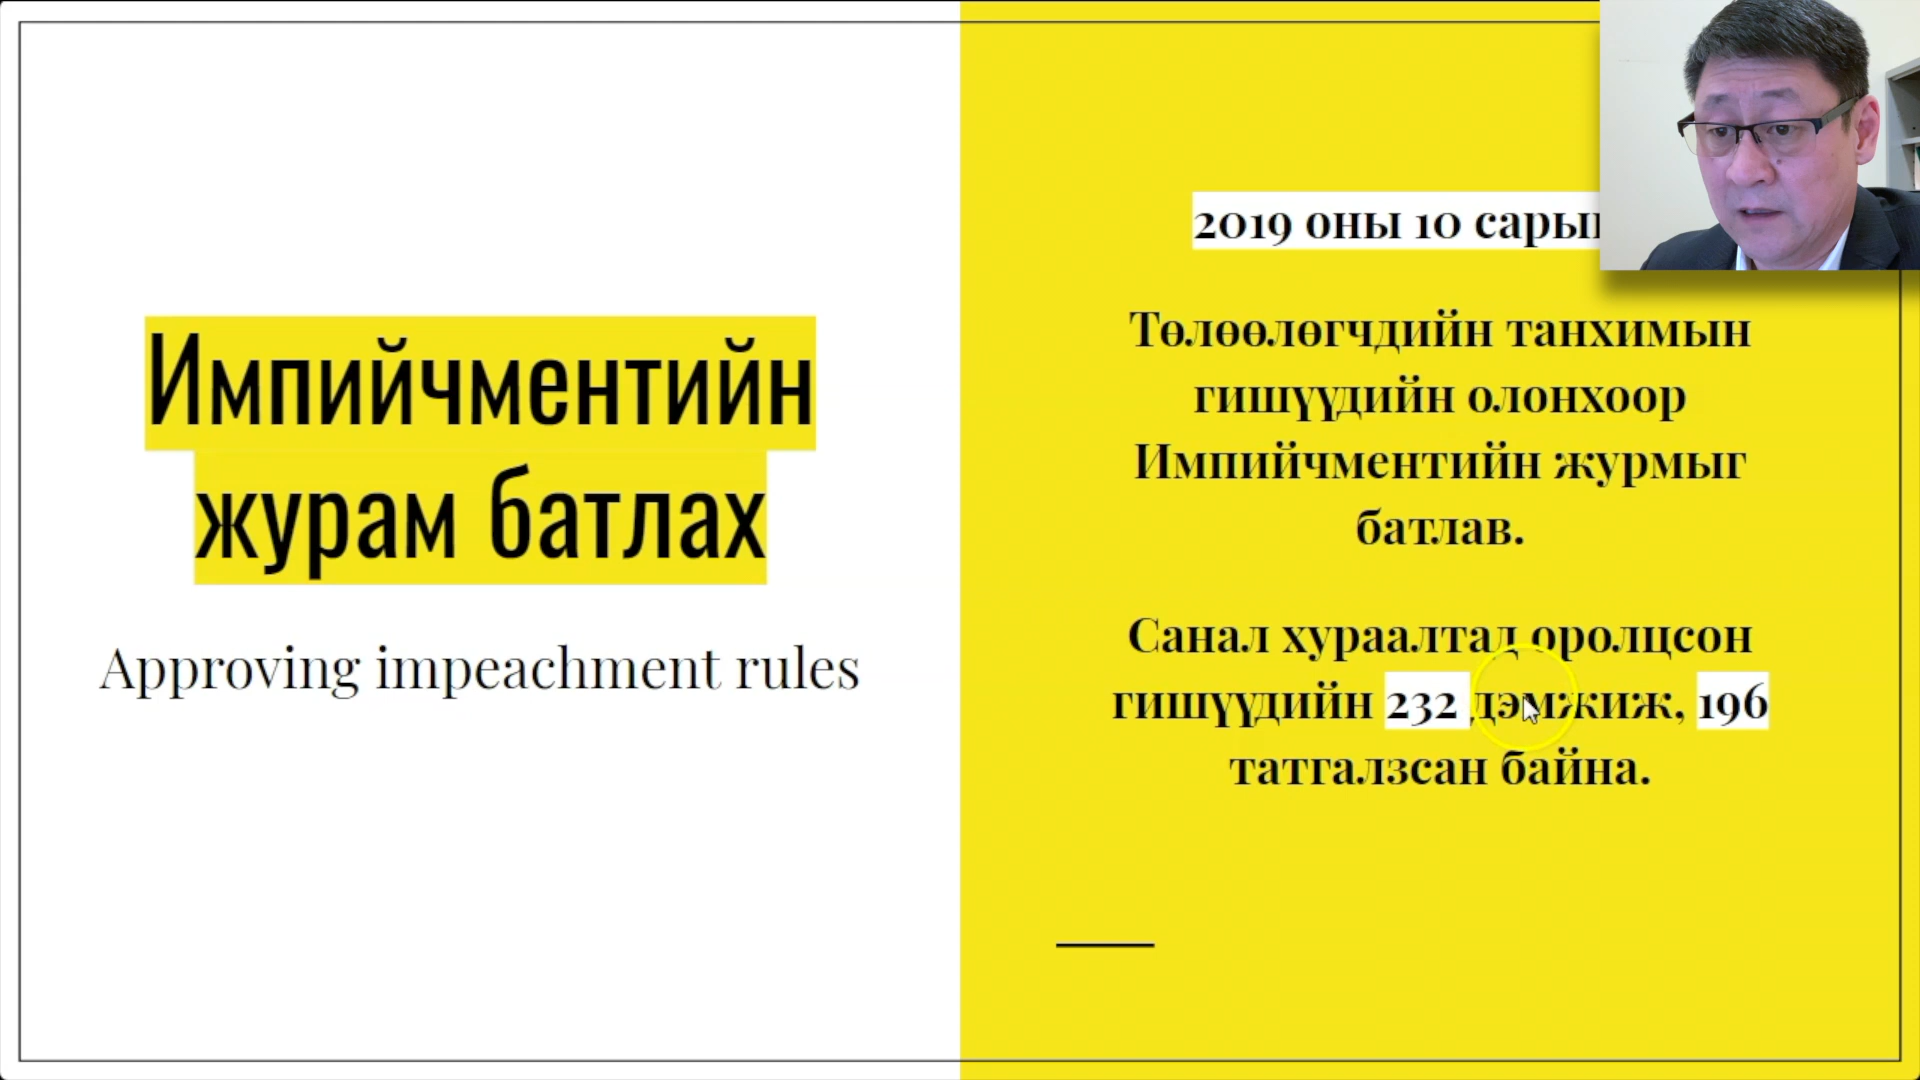 Импийчментийн
журам батлах
Approving impeachment rules
2019 оны 10 
Төлөөлөгчдийн танхимын
гишүүдийн олонхоор
Импийчментийн журмыг
батлав.
Санал хураалтад оролцсон
гишүүдийн 232 дэмжиж, 196
татгалзсан байна.